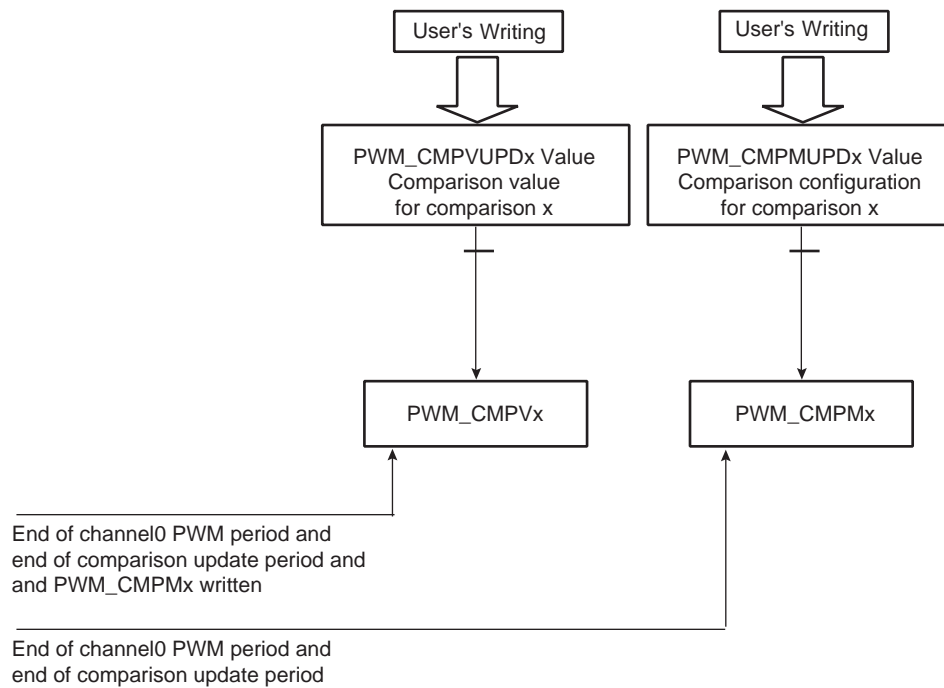 User's Writing
User's Writing
PWM_CMPVUPDx Value
Comparison value
for comparison x
PWM_CMPMUPDx Value
Comparison configuration
for comparison x
PWM_CMPVx
PWM_CMPMx
End of channel0 PWM period and
end of comparison update period and
and PWM_CMPMx written
End of channel0 PWM period and
end of comparison update period